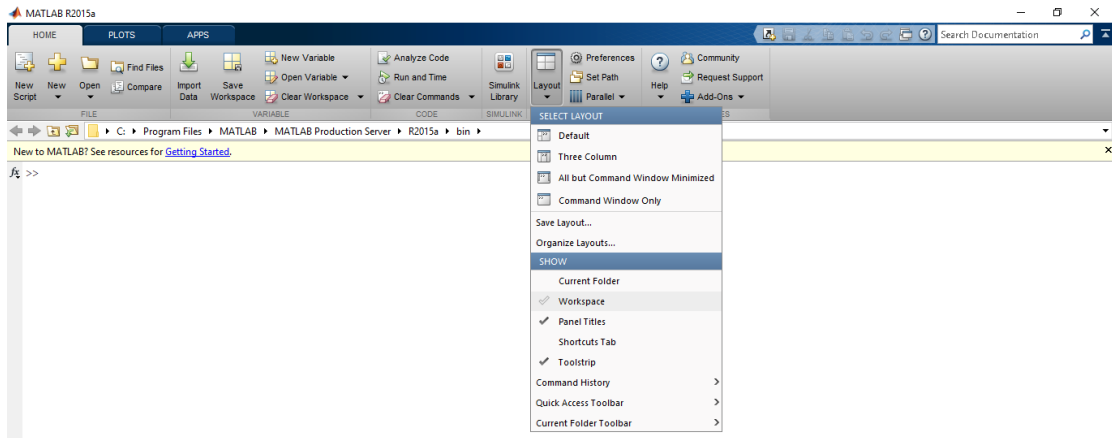 MATLAB R2015a
HOME PLOTS APPS
Search Documentation
New Script
New
Open
Find Files
Compare
Import Data
Save Workspace
New Variable
Open Variable
Clear Workspace
Analyze Code
Run and Time
Clear Commands
Simulink Library
Layout
Preferences
Set Path
Parallel
Help
Community
Request Support
Add-Ons
FILE VARIABLE CODE SIMULINK ES
C: Program Files MATLAB MATLAB Production Server R2015a bin
New to MATLAB? See resources for Getting Started.
fx >>
SELECT LAYOUT
Default
Three Column
All but Command Window Minimized
Command Window Only
Save Layout...
Organize Layouts...
SHOW
Current Folder
Workspace
Panel Titles
Shortcuts Tab
Toolstrip
Command History
Quick Access Toolbar
Current Folder Toolbar